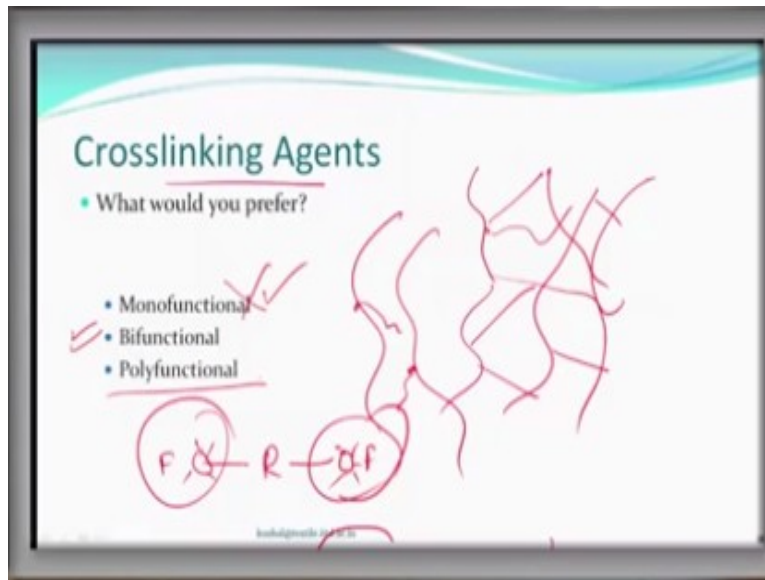 Crosslinking Agents
• What would you prefer?
• Monofunctional
• Bifunctional
• Polyfunctional
F R F